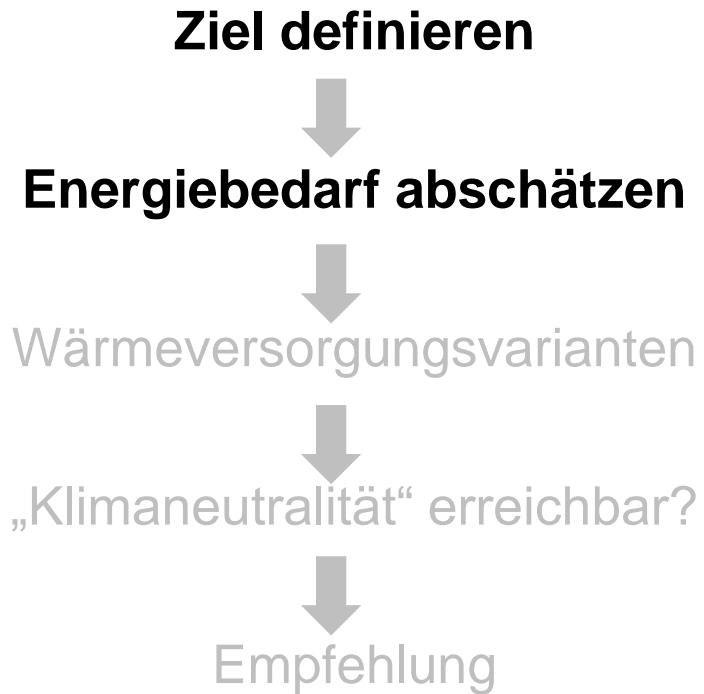 Ziel definieren
Energiebedarf abschätzen
Wärmeversorgungsvarianten
„Klimaneutralität“ erreichbar?
Empfehlung